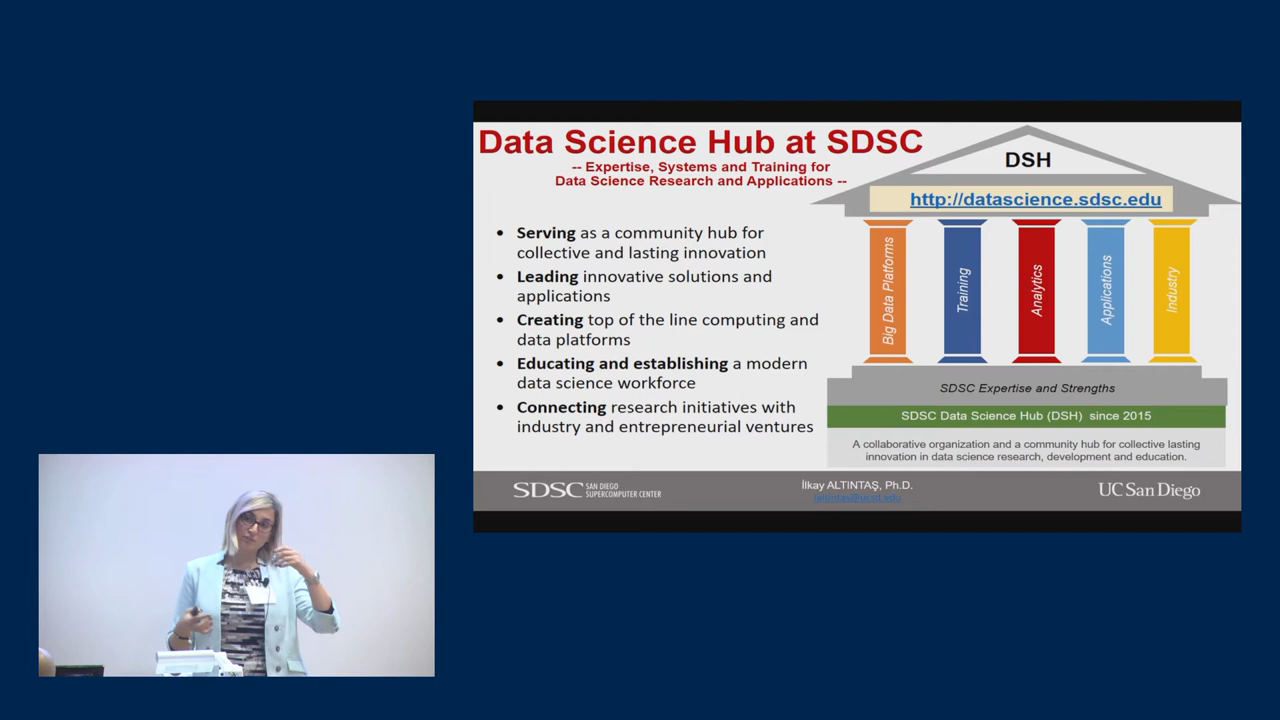 Data Science Hub at SDSC
-- Expertise, Systems and Training for
Data Science Research and Applications --
• Serving as a community hub for
collective and lasting innovation
• Leading innovative solutions and
applications
• Creating top of the line computing and
data platforms
• Educating and establishing a modern
data science workforce
• Connecting research initiatives with
industry and entrepreneurial ventures
DSH
http://datascience.sdsc.edu
Big Data Platforms
Training
Analytics
Applications
Industry
SDSC Expertise and Strengths
SDSC Data Science Hub (DSH) since 2015
A collaborative organization and a community hub for collective lasting
innovation in data science research, development and education.
SDSC SAN DIEGO
SUPERCOMPUTER CENTER
İlkay ALTINTAŞ, Ph.D.
ialtintas@ucsd.edu
UC San Diego